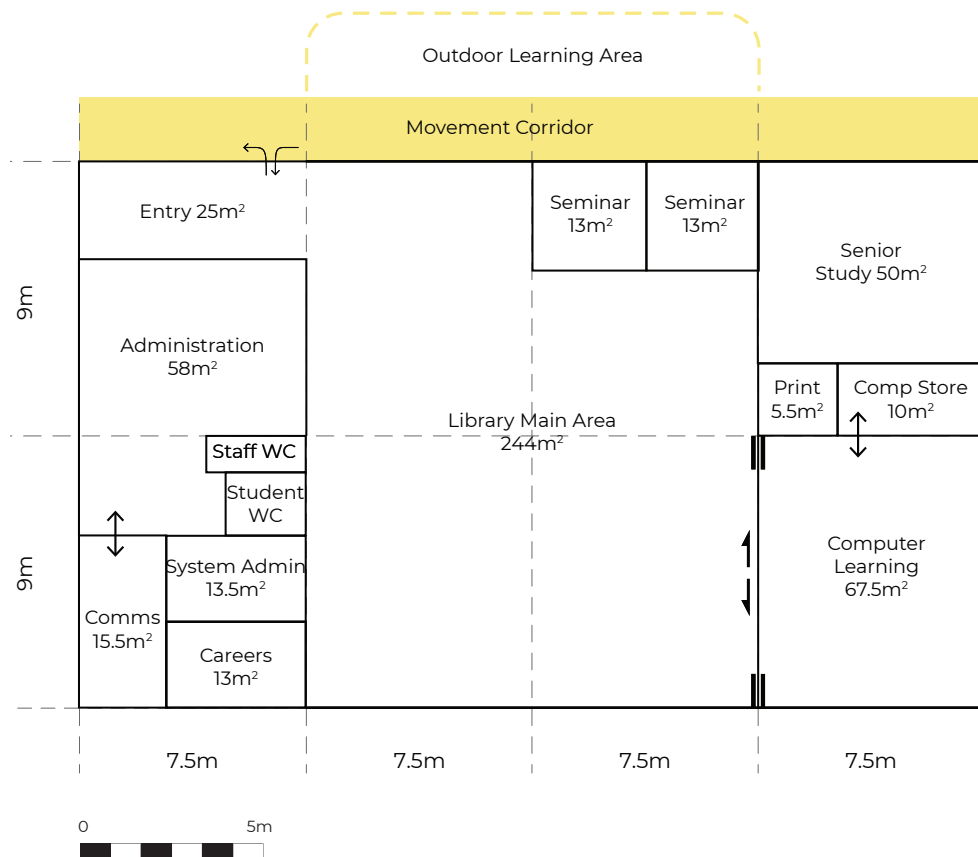 Outdoor Learning Area
Movement Corridor
Entry 25m²
Seminar
13m²
Seminar
13m²
Senior
Study 50m²
9m
Administration
58m²
Print
5.5m²
Comp Store
10m²
Library Main Area
244m²
Staff WC
Student
WC
9m
System Admin
13.5m²
Computer
Learning
67.5m²
Comms
15.5m²
Careers
13m²
7.5m
7.5m
7.5m
7.5m
0
5m